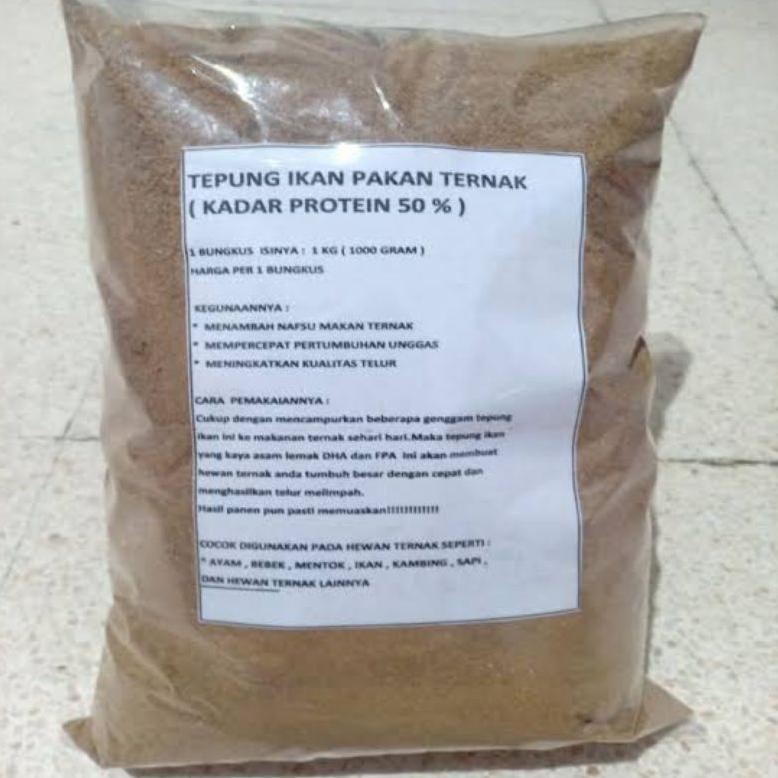 TEPUNG IKAN PAKAN TERNAK
( KADAR PROTEIN 50 % )
1 BUNGKUS ISINYA : 1 KG ( 1000 GRAM )
HARGA PER 1 BUNGKUS
KEGUNAANNYA :
* MENAMBAH NAFSU MAKAN TERNAK
* MEMPERCEPAT PERTUMBUHAN UNGGAS
* MENINGKATKAN KUALITAS TELUR
CARA PEMAKAIANNYA :
Cukup dengan mencampurkan beberapa genggam tepung
ikan ini ke makanan ternak sehari hari.Maka tepung ikan
yang kaya asam lemak DHA dan FPA ini akan membuat
hewan ternak anda tumbuh besar dengan cepat dan
menghasilkan telur melimpah.
Hasil panen pun pasti memuaskan!!!!!!!!!!!!!
COCOK DIGUNAKAN PADA HEWAN TERNAK SEPERTI :
* AYAM , BEBEK , MENTOK , IKAN , KAMBING , SAPI ,
DAN HEWAN TERNAK LAINNYA